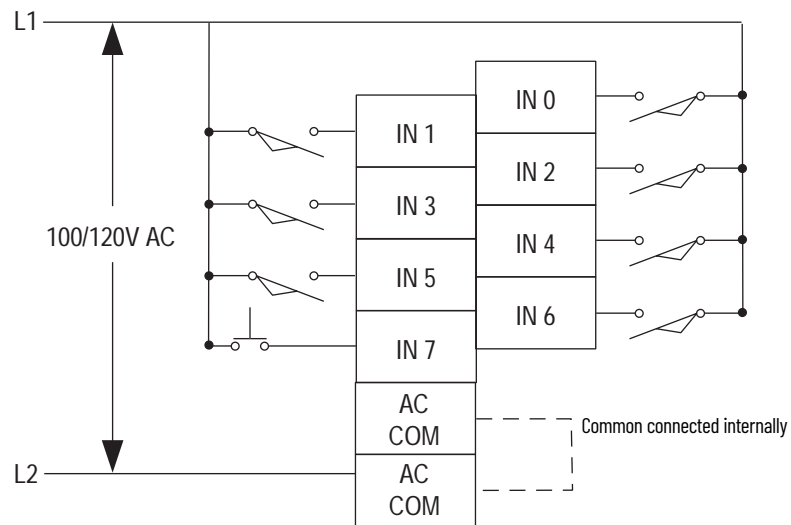 L1
IN 0
IN 1
IN 2
IN 3
100/120V AC
IN 4
IN 5
IN 6
IN 7
AC
COM
Common connected internally
L2
AC
COM